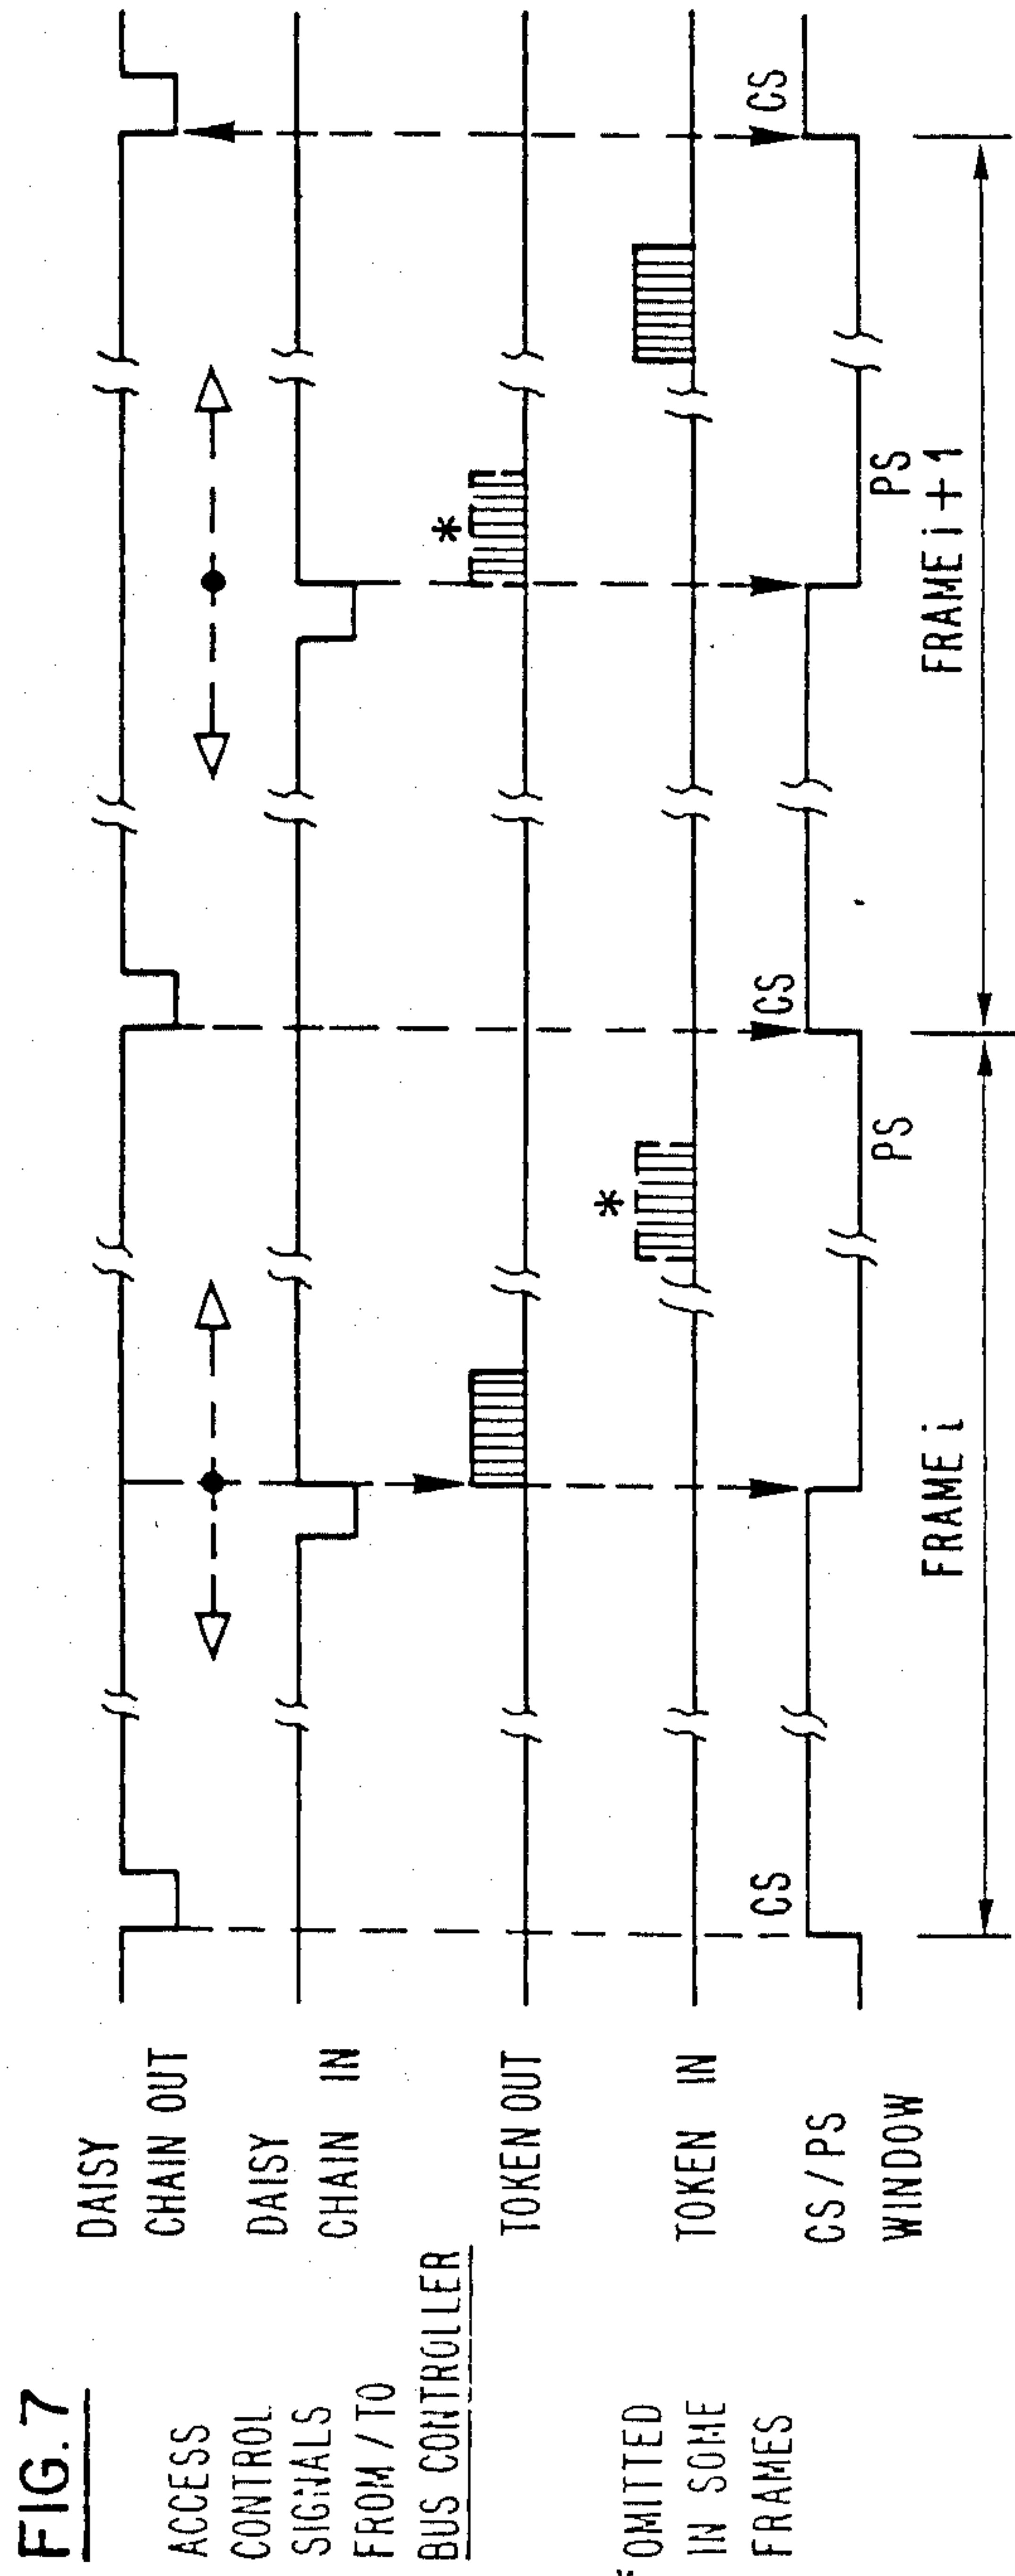 FIG. 7
ACCESS
CONTROL
SIGNALS
FROM / TO
BUS CONTROLLER
* OMITTED
IN SOME
FRAMES
DAISY
CHAIN OUT
DAISY
CHAIN IN
TOKEN OUT
TOKEN IN
CS / PS
WINDOW
*
*
CS
PS
CS
PS
CS
FRAME i
FRAME i + 1